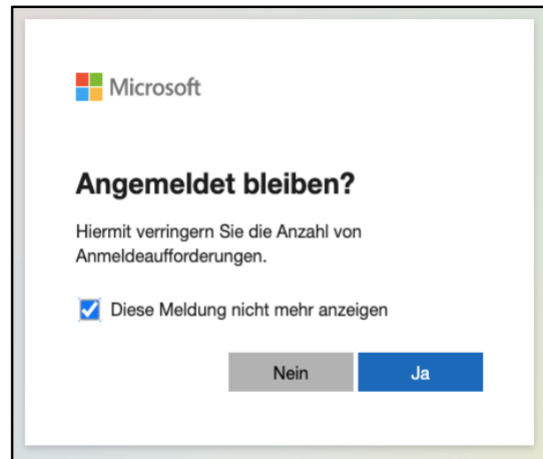 Microsoft
Angemeldet bleiben?
Hiermit verringern Sie die Anzahl von
Anmeldeaufforderungen.
Diese Meldung nicht mehr anzeigen
Nein
Ja